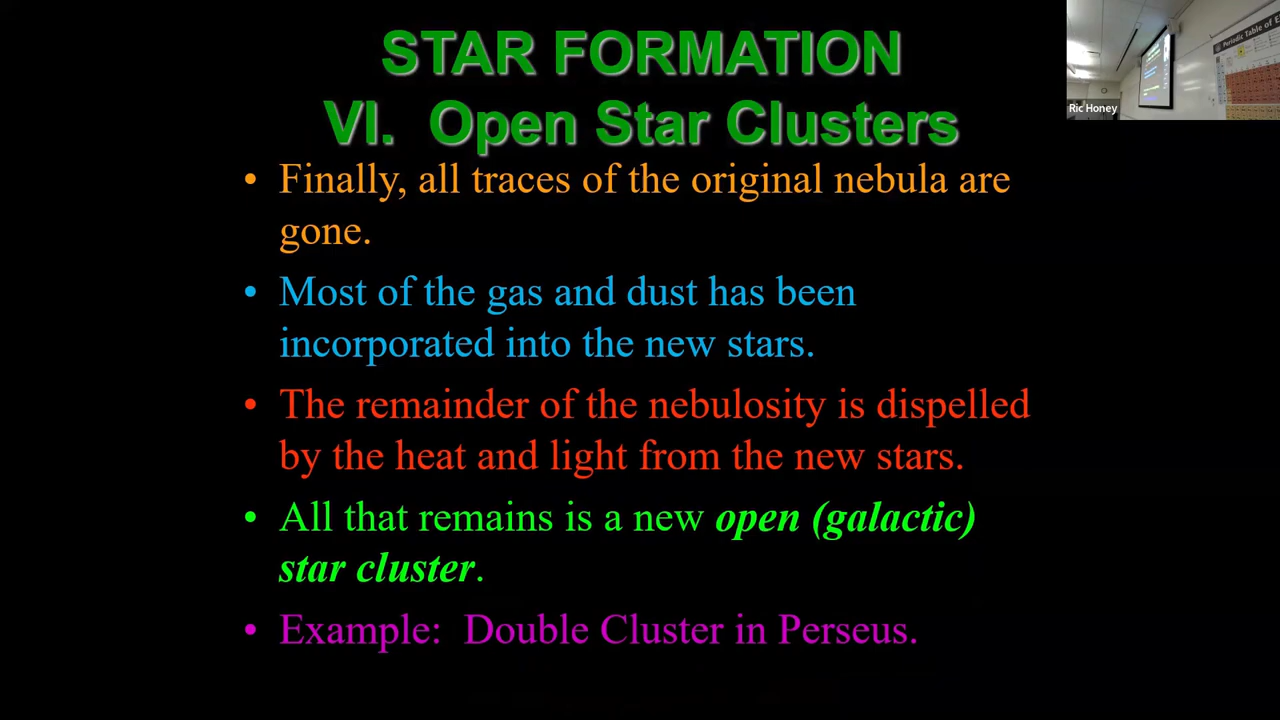 STAR FORMATION
VI. Open Star Clusters
• Finally, all traces of the original nebula are
gone.
• Most of the gas and dust has been
incorporated into the new stars.
• The remainder of the nebulosity is dispelled
by the heat and light from the new stars.
• All that remains is a new open (galactic)
star cluster.
• Example: Double Cluster in Perseus.
Ric Honey
Periodic Table of E